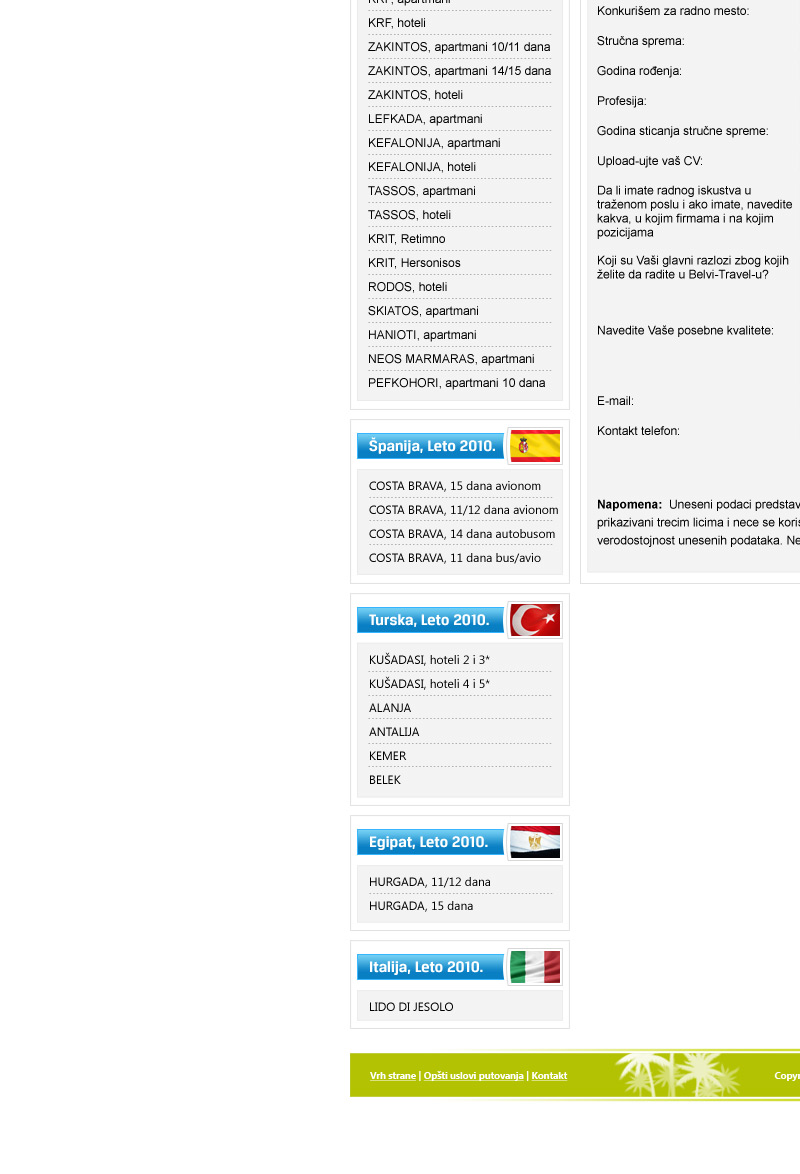 KRF, apartmani
KRF, hoteli
ZAKINTOS, apartmani 10/11 dana
ZAKINTOS, apartmani 14/15 dana
ZAKINTOS, hoteli
LEFKADA, apartmani
KEFALONIJA, apartmani
KEFALONIJA, hoteli
TASSOS, apartmani
TASSOS, hoteli
KRIT, Retimno
KRIT, Hersonisos
RODOS, hoteli
SKIATOS, apartmani
HANIOTI, apartmani
NEOS MARMARAS, apartmani
PEFKOHORI, apartmani 10 dana
Španija, Leto 2010.
COSTA BRAVA, 15 dana avionom
COSTA BRAVA, 11/12 dana avionom
COSTA BRAVA, 14 dana autobusom
COSTA BRAVA, 11 dana bus/avio
Turska, Leto 2010.
KUŠADASI, hoteli 2 i 3*
KUŠADASI, hoteli 4 i 5*
ALANJA
ANTALIJA
KEMER
BELEK
Egipat, Leto 2010.
HURGADA, 11/12 dana
HURGADA, 15 dana
Italija, Leto 2010.
LIDO DI JESOLO
Konkurišem za radno mesto:
Stručna sprema:
Godina rođenja:
Profesija:
Godina sticanja stručne spreme:
Upload-ujte vaš CV:
Da li imate radnog iskustva u
traženom poslu i ako imate, navedite
kakva, u kojim firmama i na kojim
pozicijama
Koji su Vaši glavni razlozi zbog kojih
želite da radite u Belvi-Travel-u?
Navedite Vaše posebne kvalitete:
E-mail:
Kontakt telefon:
Napomena: Uneseni podaci predstav
prikazivani trecim licima i nece se koris
verodostojnost unesenih podataka. Ne
Vrh strane | Opšti uslovi putovanja | Kontakt
Copyr